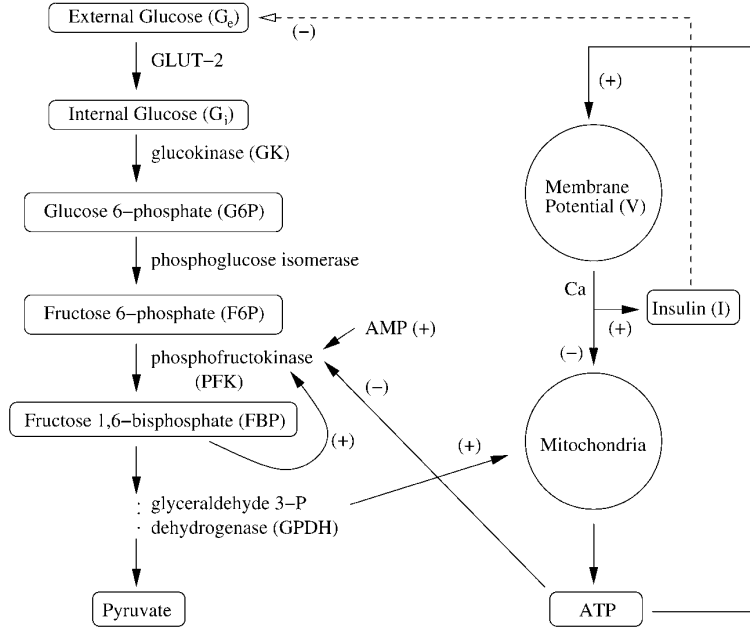 External Glucose (Ge)
(−)
GLUT−2
(+)
Internal Glucose (Gi)
glucokinase (GK)
Membrane
Potential (V)
Glucose 6−phosphate (G6P)
phosphoglucose isomerase
Ca
Insulin (I)
(+)
Fructose 6−phosphate (F6P)
AMP (+)
phosphofructokinase
(PFK)
(−)
(−)
Fructose 1,6−bisphosphate (FBP)
(+)
(+)
Mitochondria
glyceraldehyde 3−P
dehydrogenase (GPDH)
Pyruvate
ATP